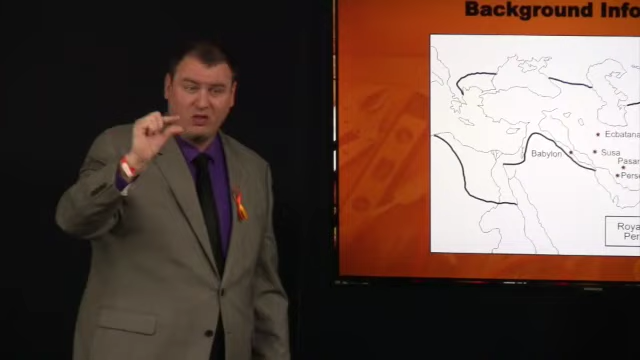 Background Info
Ecbatana
Babylon
Susa
Pasar
Perse
Roya
Per